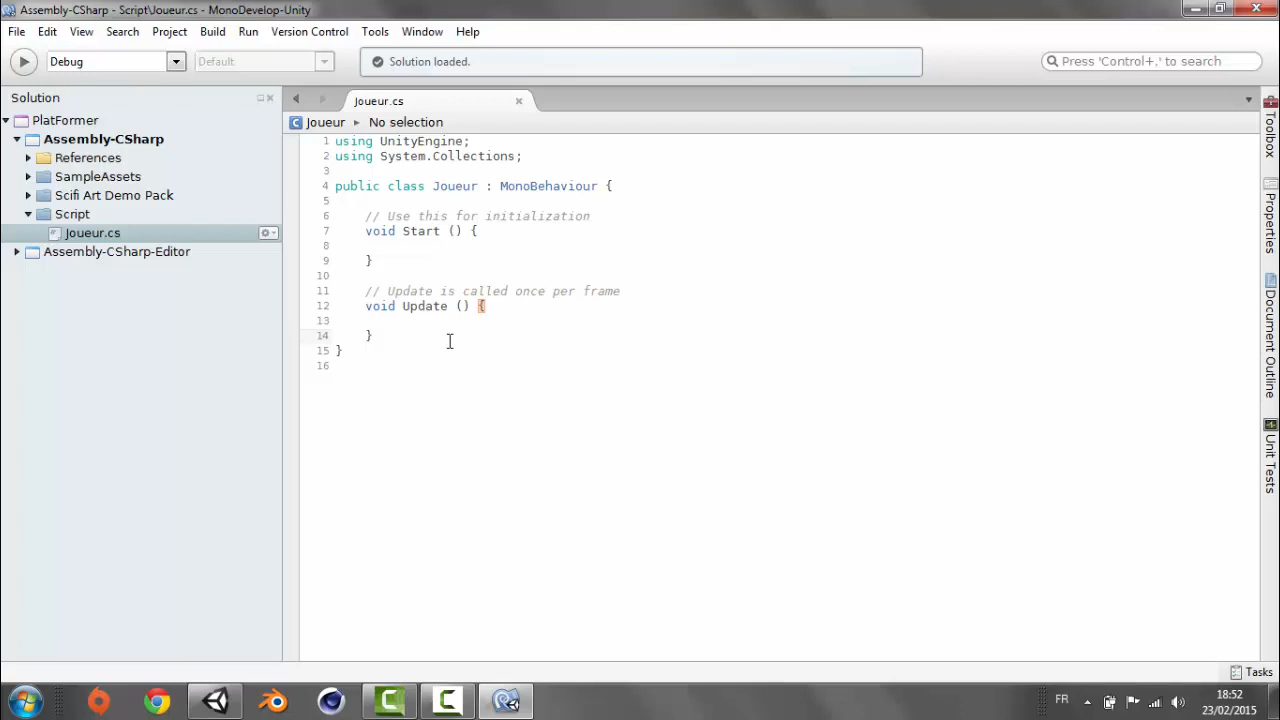 Assembly-CSharp - Script\Joueur.cs - MonoDevelop-Unity
File Edit View Search Project Build Run Version Control Tools Window Help
Debug Default Solution loaded. Press 'Control+,' to search
Solution
PlatFormer
Assembly-CSharp
References
SampleAssets
Scifi Art Demo Pack
Script
Joueur.cs
Assembly-CSharp-Editor
Joueur.cs
Joueur ▸ No selection
1 using UnityEngine;
2 using System.Collections;
3
4 public class Joueur : MonoBehaviour {
5
6 // Use this for initialization
7 void Start () {
8
9 }
10
11 // Update is called once per frame
12 void Update () {
13
14 }
15 }
16
Toolbox
Properties
Document Outline
Unit Tests
Tasks
FR
18:52
23/02/2015